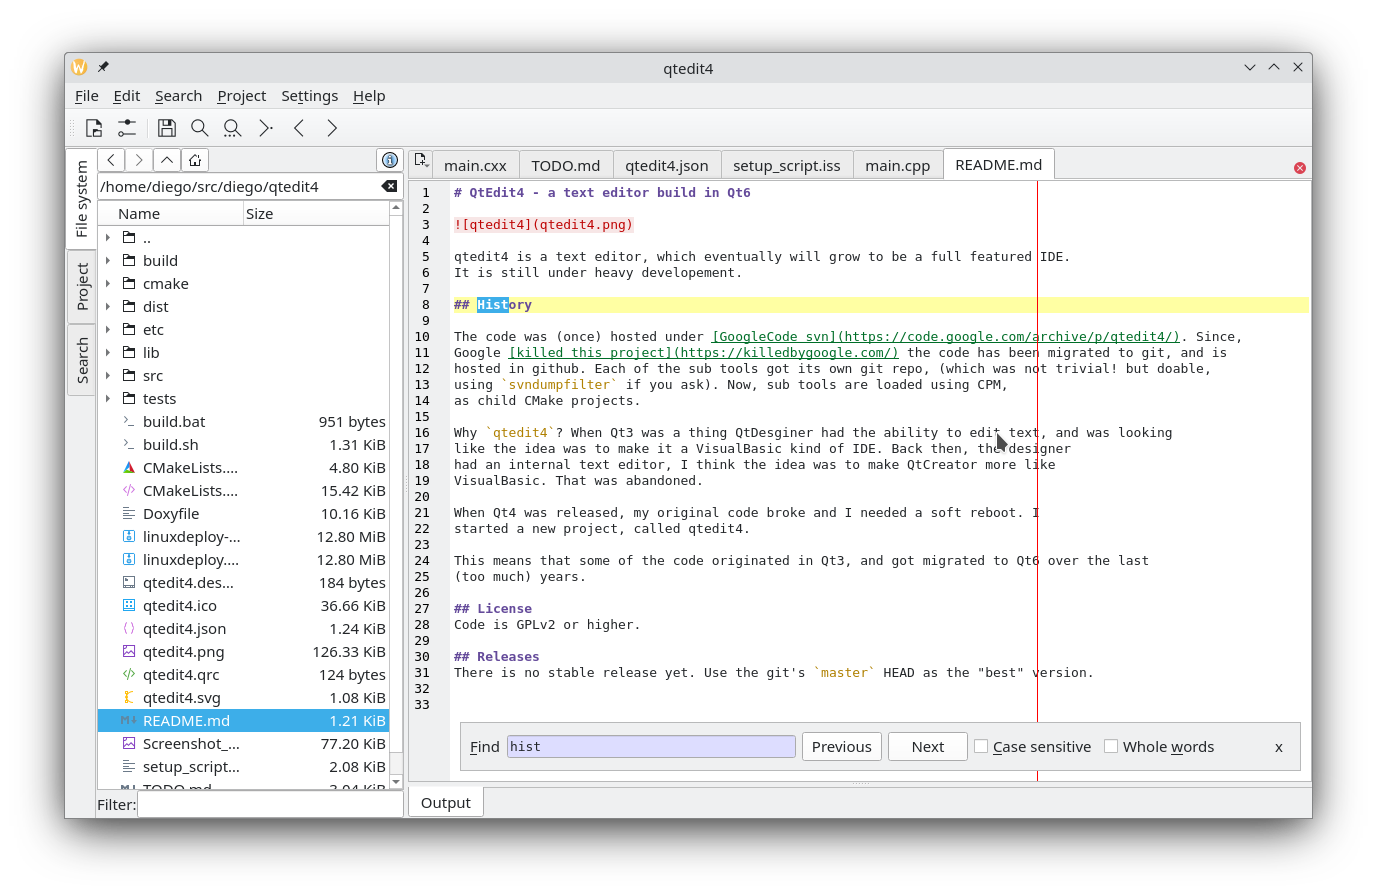 qtedit4
File Edit Search Project Settings Help
File system
Project
Search
/home/diego/src/diego/qtedit4
Name Size
..
build
cmake
dist
etc
lib
src
tests
build.bat 951 bytes
build.sh 1.31 KiB
CMakeLists.... 4.80 KiB
CMakeLists.... 15.42 KiB
Doxyfile 10.16 KiB
linuxdeploy-... 12.80 MiB
linuxdeploy.... 12.80 MiB
qtedit4.des... 184 bytes
qtedit4.ico 36.66 KiB
qtedit4.json 1.24 KiB
qtedit4.png 126.33 KiB
qtedit4.qrc 124 bytes
qtedit4.svg 1.08 KiB
README.md 1.21 KiB
Screenshot_... 77.20 KiB
setup_script... 2.08 KiB
TODO.md 3.04 KiB
Filter:
main.cxx TODO.md qtedit4.json setup_script.iss main.cpp README.md
1 # QtEdit4 - a text editor build in Qt6
2
3 ![qtedit4](qtedit4.png)
4
5 qtedit4 is a text editor, which eventually will grow to be a full featured IDE.
6 It is still under heavy developement.
7
8 ## History
9
10 The code was (once) hosted under [GoogleCode svn](https://code.google.com/archive/p/qtedit4/). Since,
11 Google [killed this project](https://killedbygoogle.com/) the code has been migrated to git, and is
12 hosted in github. Each of the sub tools got its own git repo, (which was not trivial! but doable,
13 using `svndumpfilter` if you ask). Now, sub tools are loaded using CPM,
14 as child CMake projects.
15
16 Why `qtedit4`? When Qt3 was a thing QtDesginer had the ability to edit text, and was looking
17 like the idea was to make it a VisualBasic kind of IDE. Back then, the designer
18 had an internal text editor, I think the idea was to make QtCreator more like
19 VisualBasic. That was abandoned.
20
21 When Qt4 was released, my original code broke and I needed a soft reboot. I
22 started a new project, called qtedit4.
23
24 This means that some of the code originated in Qt3, and got migrated to Qt6 over the last
25 (too much) years.
26
27 ## License
28 Code is GPLv2 or higher.
29
30 ## Releases
31 There is no stable release yet. Use the git's `master` HEAD as the "best" version.
32
33
Find hist Previous Next Case sensitive Whole words x
Output